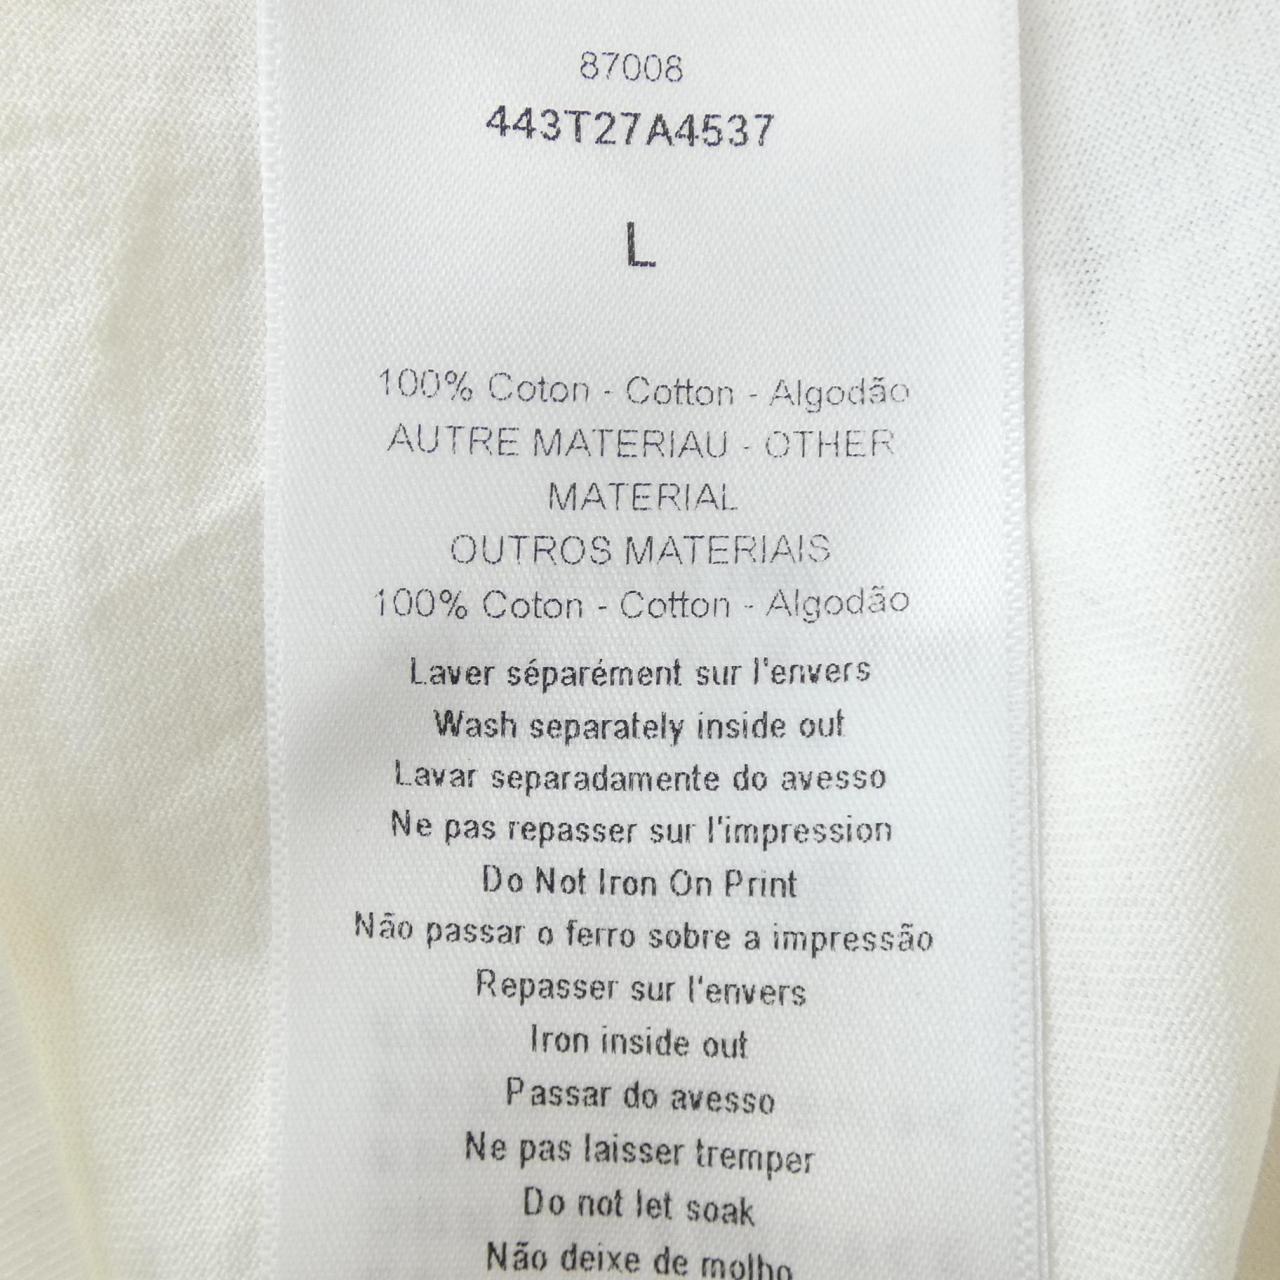 87008
443T27A4537
L
100% Coton - Cotton - Algodão
AUTRE MATERIAU - OTHER
MATERIAL
OUTROS MATERIAIS
100% Coton - Cotton - Algodão
Laver séparément sur l'envers
Wash separately inside out
Lavar separadamente do avesso
Ne pas repasser sur l'impression
Do Not Iron On Print
Não passar o ferro sobre a impressão
Repasser sur l'envers
Iron inside out
Passar do avesso
Ne pas laisser tremper
Do not let soak
Não deixe de molho